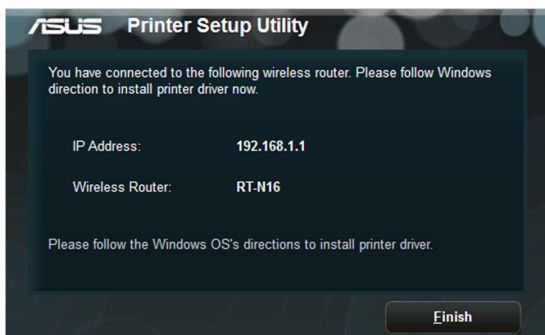 ASUS Printer Setup Utility
You have connected to the following wireless router. Please follow Windows
direction to install printer driver now.
IP Address: 192.168.1.1
Wireless Router: RT-N16
Please follow the Windows OS's directions to install printer driver.
Finish